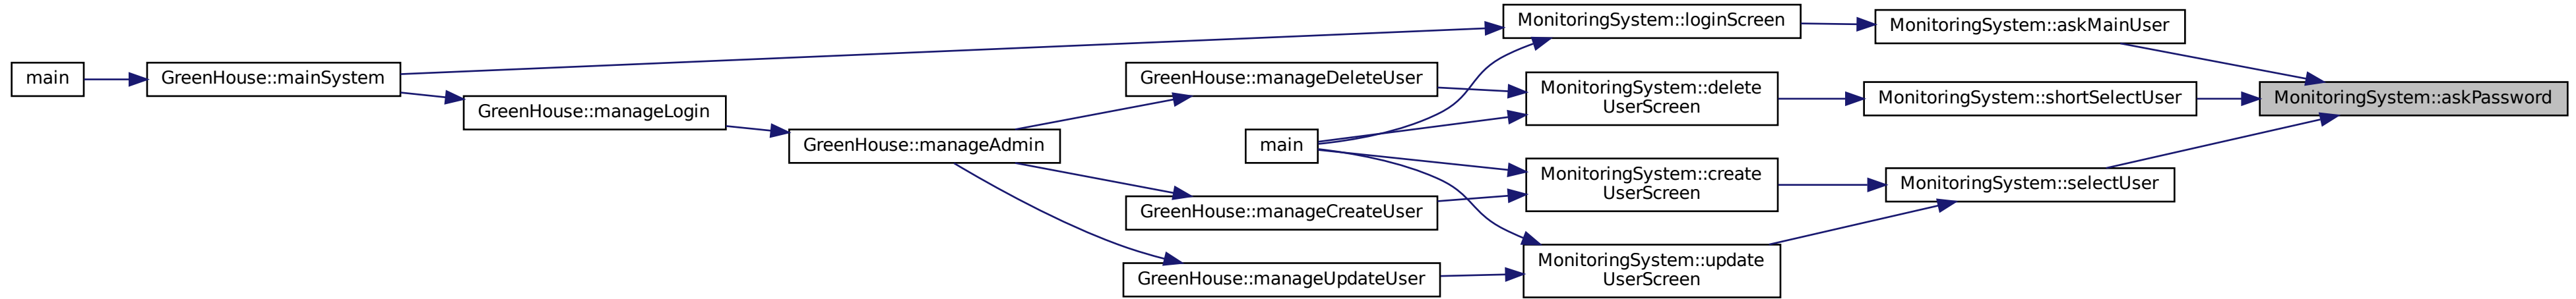 main
GreenHouse::mainSystem
GreenHouse::manageLogin
GreenHouse::manageAdmin
GreenHouse::manageDeleteUser
main
GreenHouse::manageCreateUser
GreenHouse::manageUpdateUser
MonitoringSystem::loginScreen
MonitoringSystem::delete
UserScreen
MonitoringSystem::create
UserScreen
MonitoringSystem::update
UserScreen
MonitoringSystem::askMainUser
MonitoringSystem::shortSelectUser
MonitoringSystem::selectUser
MonitoringSystem::askPassword